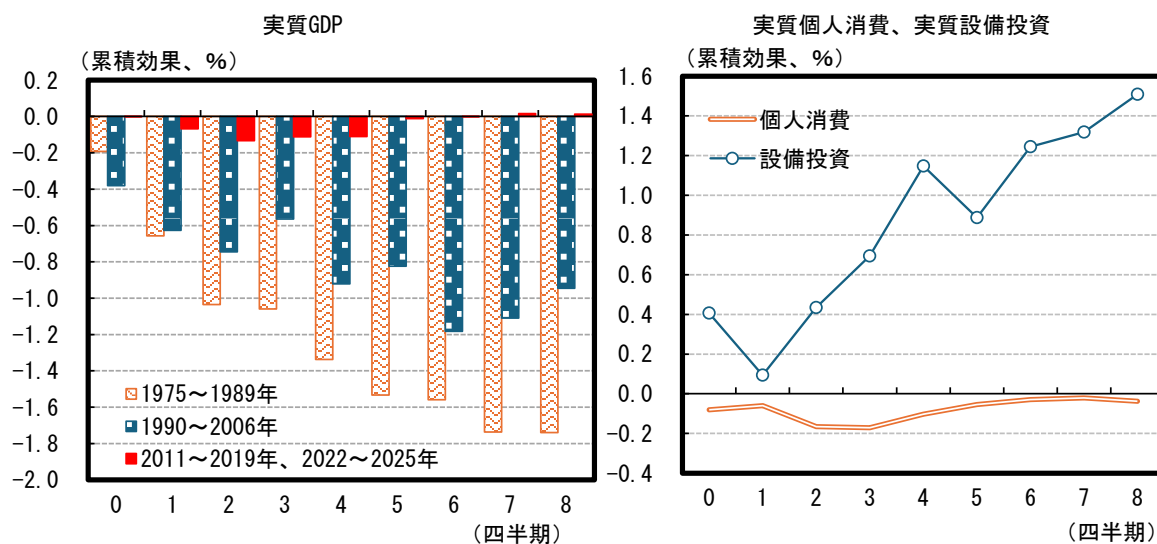 実質GDP
（累積効果、%）
0.2
0.0
-0.2
-0.4
-0.6
-0.8
-1.0
-1.2
-1.4
-1.6
-1.8
-2.0
1975～1989年
1990～2006年
2011～2019年、2022～2025年
0 1 2 3 4 5 6 7 8
（四半期）
実質個人消費、実質設備投資
（累積効果、%）
1.6
1.4
1.2
1.0
0.8
0.6
0.4
0.2
0.0
-0.2
-0.4
個人消費
設備投資
0 1 2 3 4 5 6 7 8
（四半期）